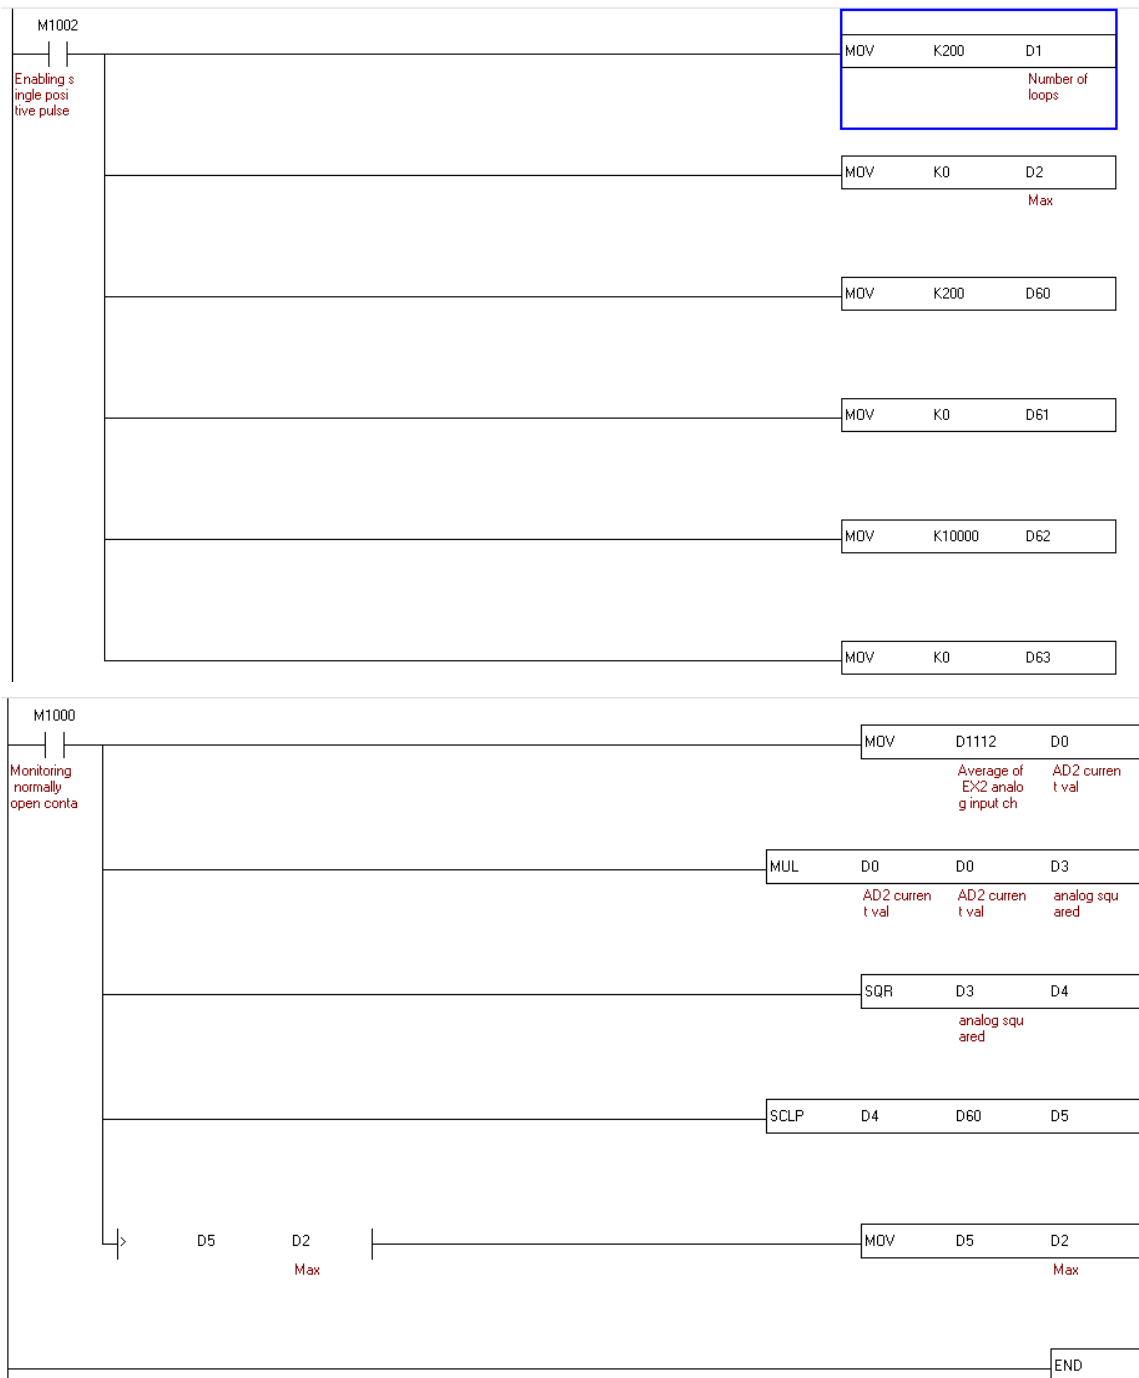 M1002
MOV K200 D1
Enabling s
ingle posi
tive pulse
Number of
loops
MOV K0 D2
Max
MOV K200 D60
MOV K0 D61
MOV K10000 D62
MOV K0 D63
M1000
MOV D1112 D0
Monitoring
normally
open conta
Average of
EX2 analo
g input ch
AD2 curren
t val
MUL D0 D0 D3
AD2 curren
t val
AD2 curren
t val
analog squ
ared
SQR D3 D4
analog squ
ared
SCLP D4 D60 D5
> D5 D2
Max
MOV D5 D2
Max
END